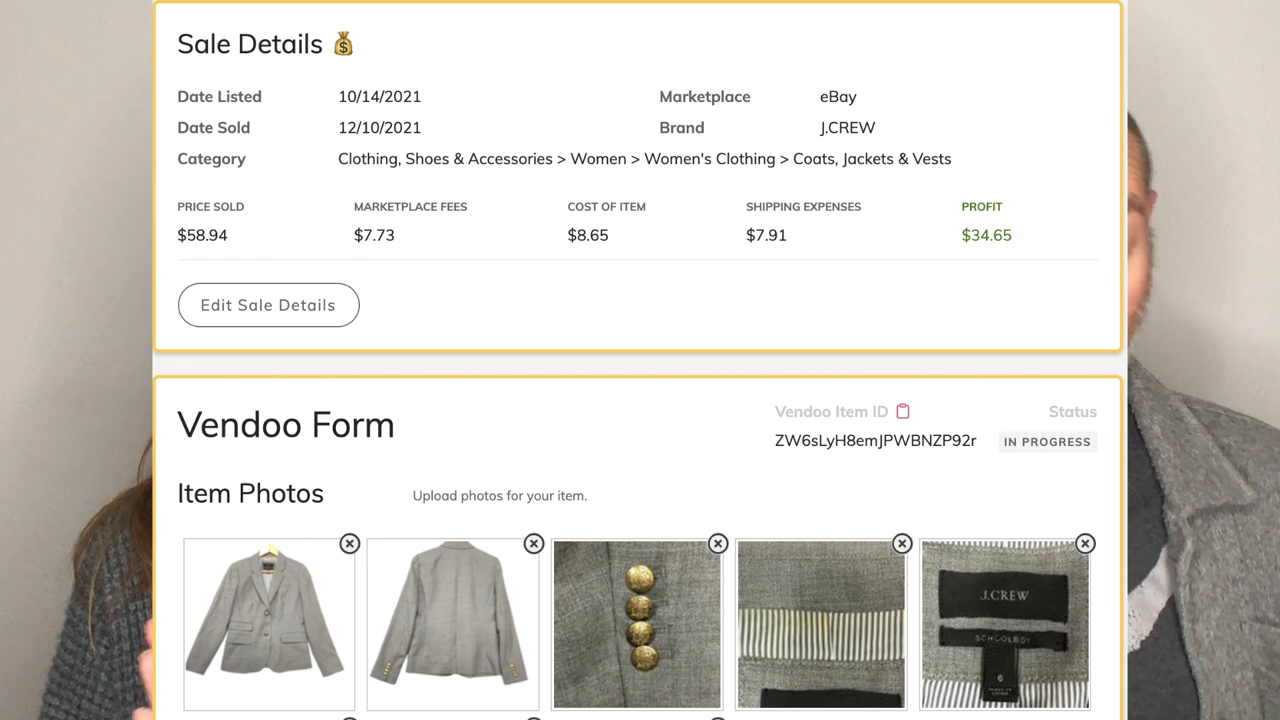 Sale Details 💰
Date Listed 10/14/2021 Marketplace eBay
Date Sold 12/10/2021 Brand J.CREW
Category Clothing, Shoes & Accessories > Women > Women's Clothing > Coats, Jackets & Vests
PRICE SOLD MARKETPLACE FEES COST OF ITEM SHIPPING EXPENSES PROFIT
$58.94 $7.73 $8.65 $7.91 $34.65
Edit Sale Details
Vendoo Form
Vendoo Item ID Status
ZW6sLyH8emJPWBNZP92r IN PROGRESS
Item Photos Upload photos for your item.
J.CREW
SCHOOLBOY
6